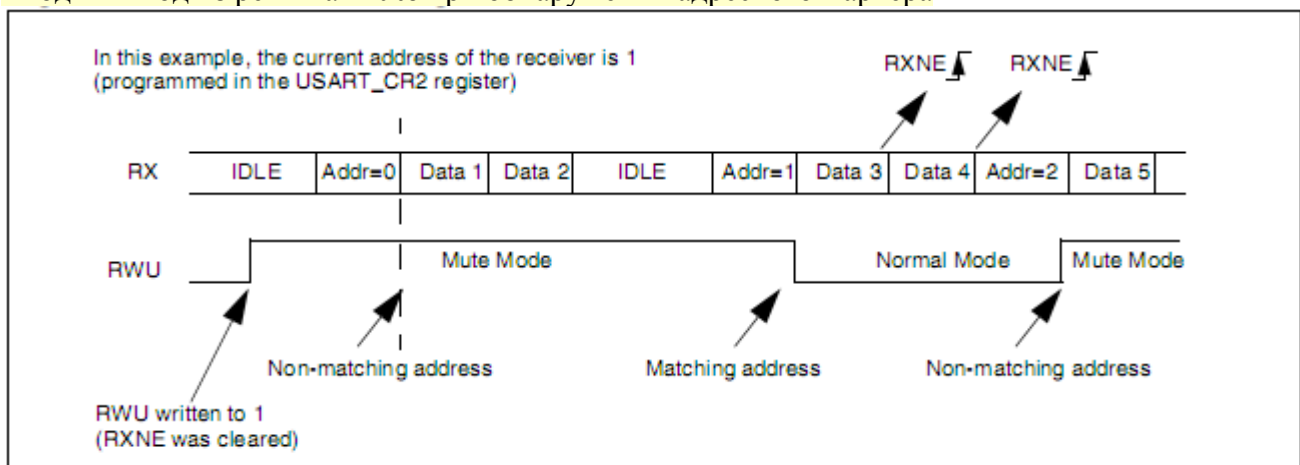 In this example, the current address of the receiver is 1
(programmed in the USART_CR2 register)
RXNE RXNE
RX IDLE Addr=0 Data 1 Data 2 IDLE Addr=1 Data 3 Data 4 Addr=2 Data 5
RWU Mute Mode Normal Mode Mute Mode
Non-matching address Matching address Non-matching address
RWU written to 1
(RXNE was cleared)